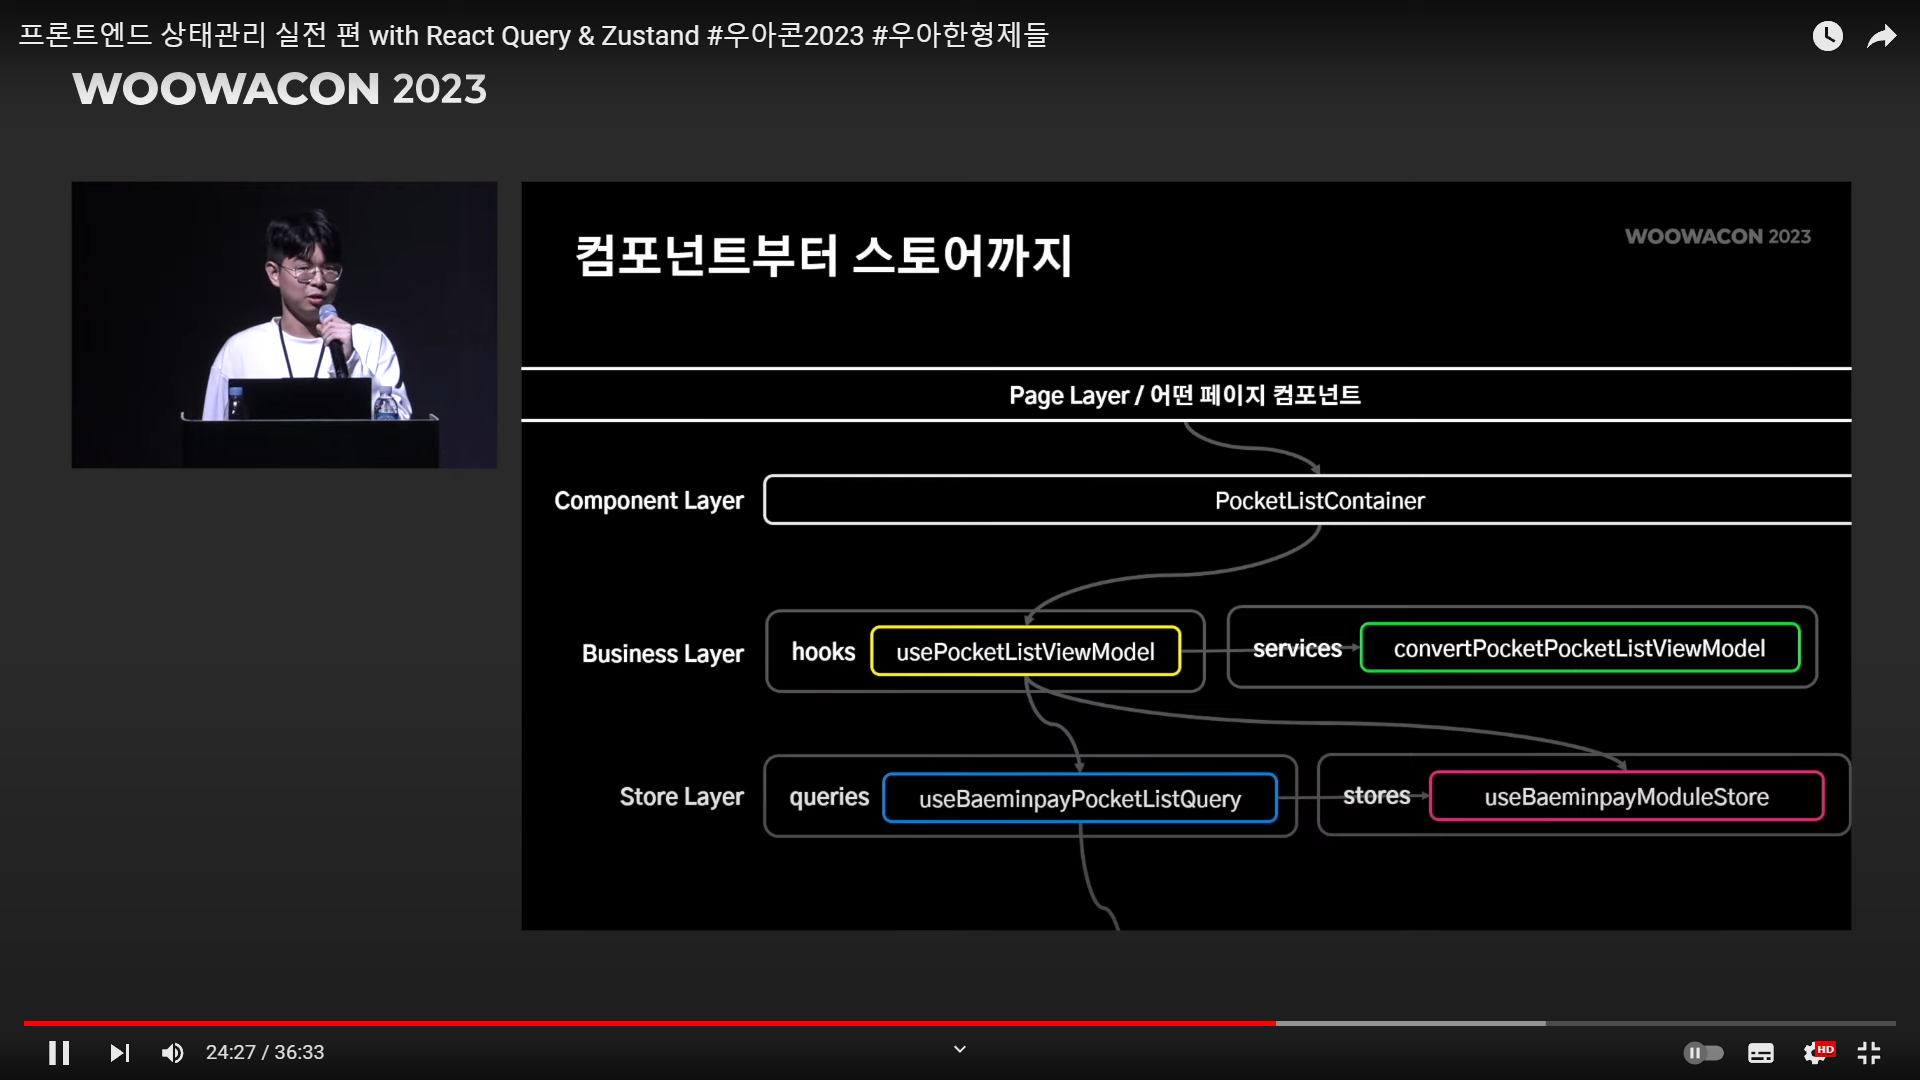 프론트엔드 상태관리 실전 편 with React Query & Zustand #우아콘2023 #우아한형제들
WOOWACON 2023
컴포넌트부터 스토어까지
WOOWACON 2023
Page Layer / 어떤 페이지 컴포넌트
Component Layer
PocketListContainer
Business Layer
hooks
usePocketListViewModel
services
convertPocketPocketListViewModel
Store Layer
queries
useBaeminpayPocketListQuery
stores
useBaeminpayModuleStore
24:27 / 36:33
HD